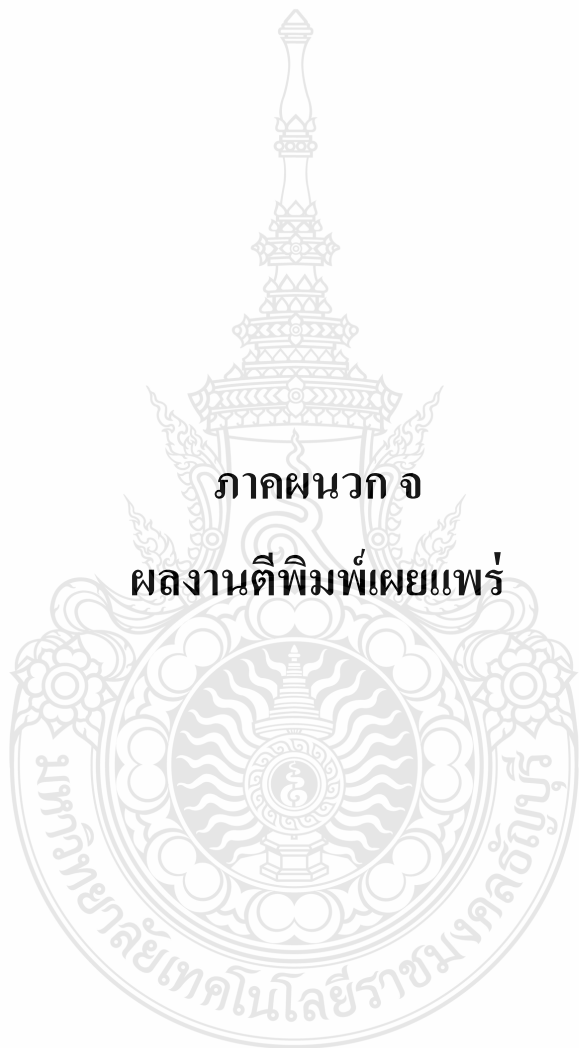 ภาคผนวก จ
ผลงานตีพิมพ์เผยแพร่
มหาวิทยาลัยเทคโนโลยีราชมงคลธัญบุรี